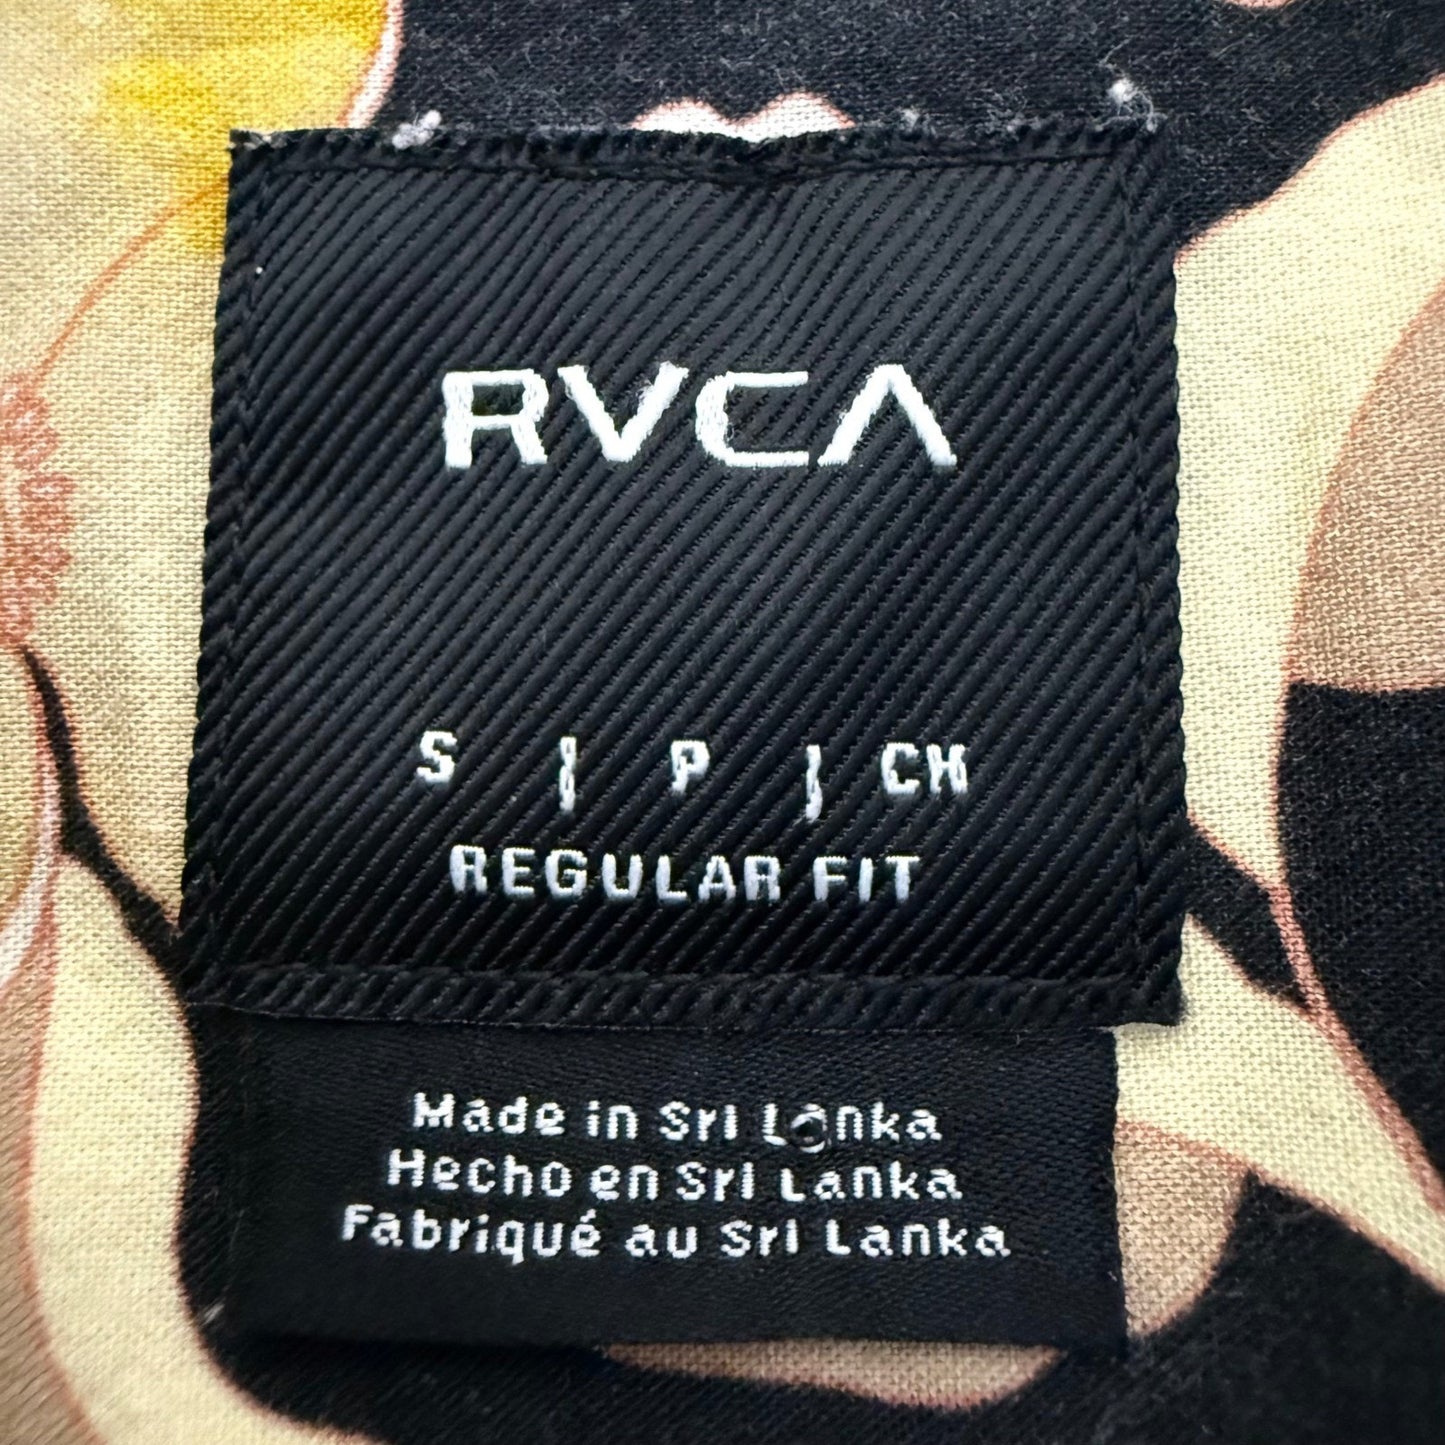 RVCA
S | P | CH
REGULAR FIT
Made in Sri Lanka
Hecho en Sri Lanka
Fabriqué au Sri Lanka